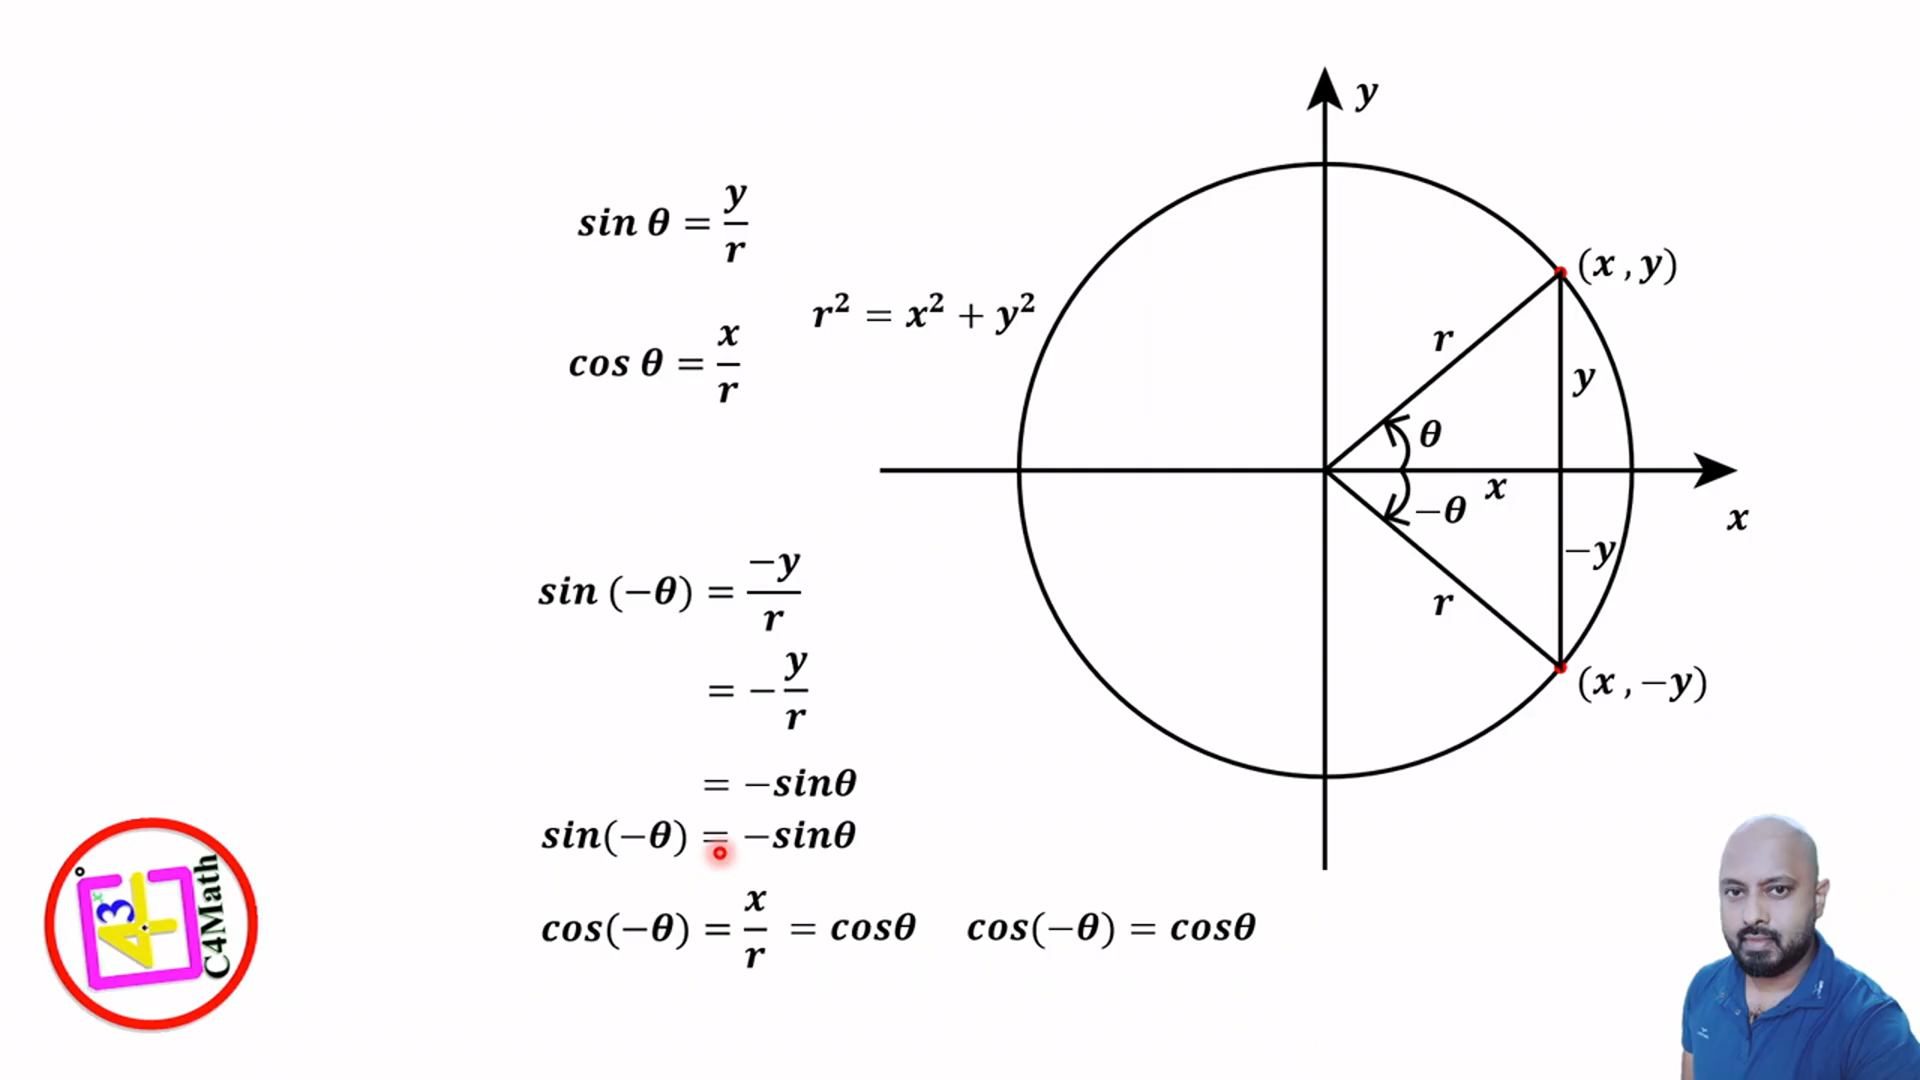 sin θ = y/r
r² = x² + y²
cos θ = x/r
sin (−θ) = −y/r
= − y/r
= −sinθ
sin(−θ) = −sinθ
cos(−θ) = x/r = cosθ cos(−θ) = cosθ
y
(x , y)
r
y
θ
x
−θ
x
−y
r
(x , −y)
C4Math